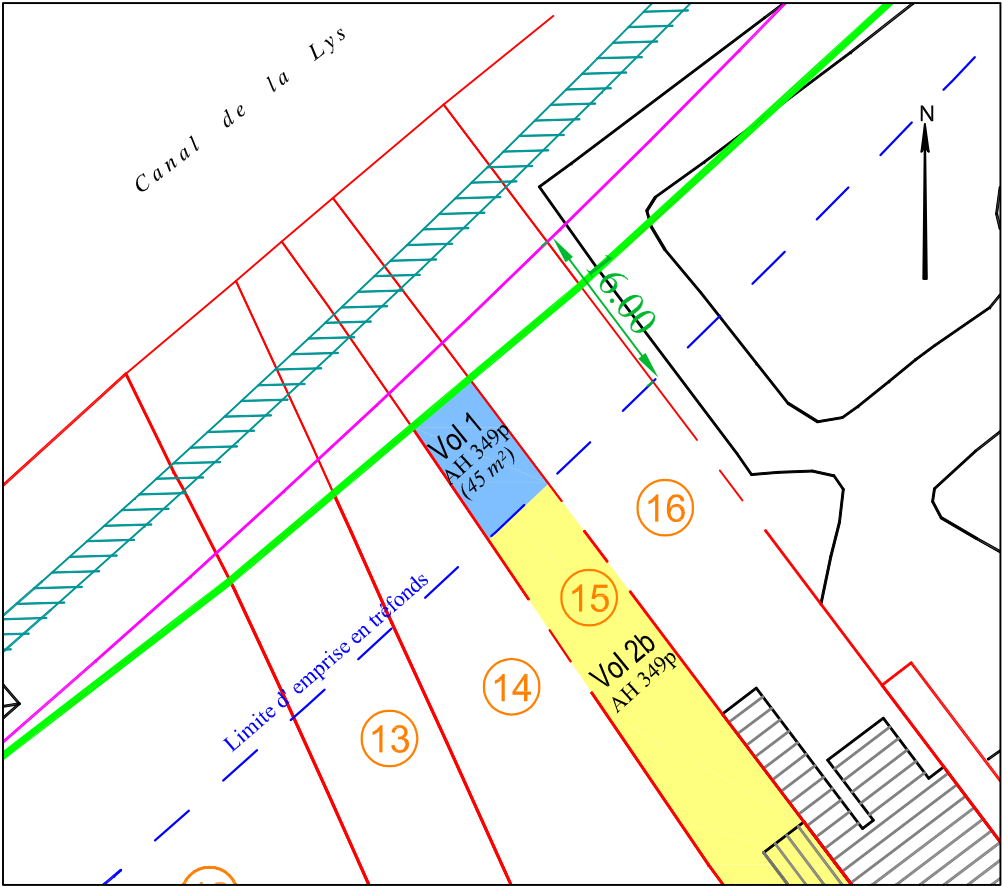 Canal de la Lys
N
6.00
Vol 1
AH 349p
(45 m²)
16
15
Vol 2b
AH 349p
14
Limite d' emprise en tréfonds
13